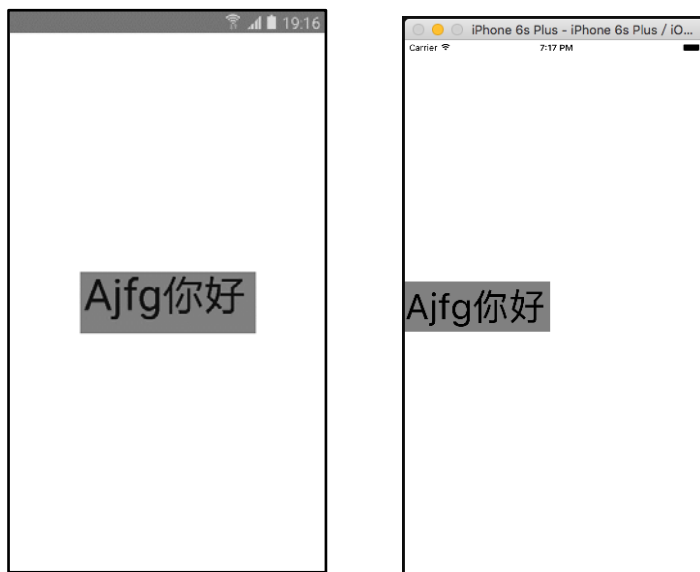 19:16
Ajfg你好
iPhone 6s Plus - iPhone 6s Plus / iO...
Carrier 7:17 PM
Ajfg你好